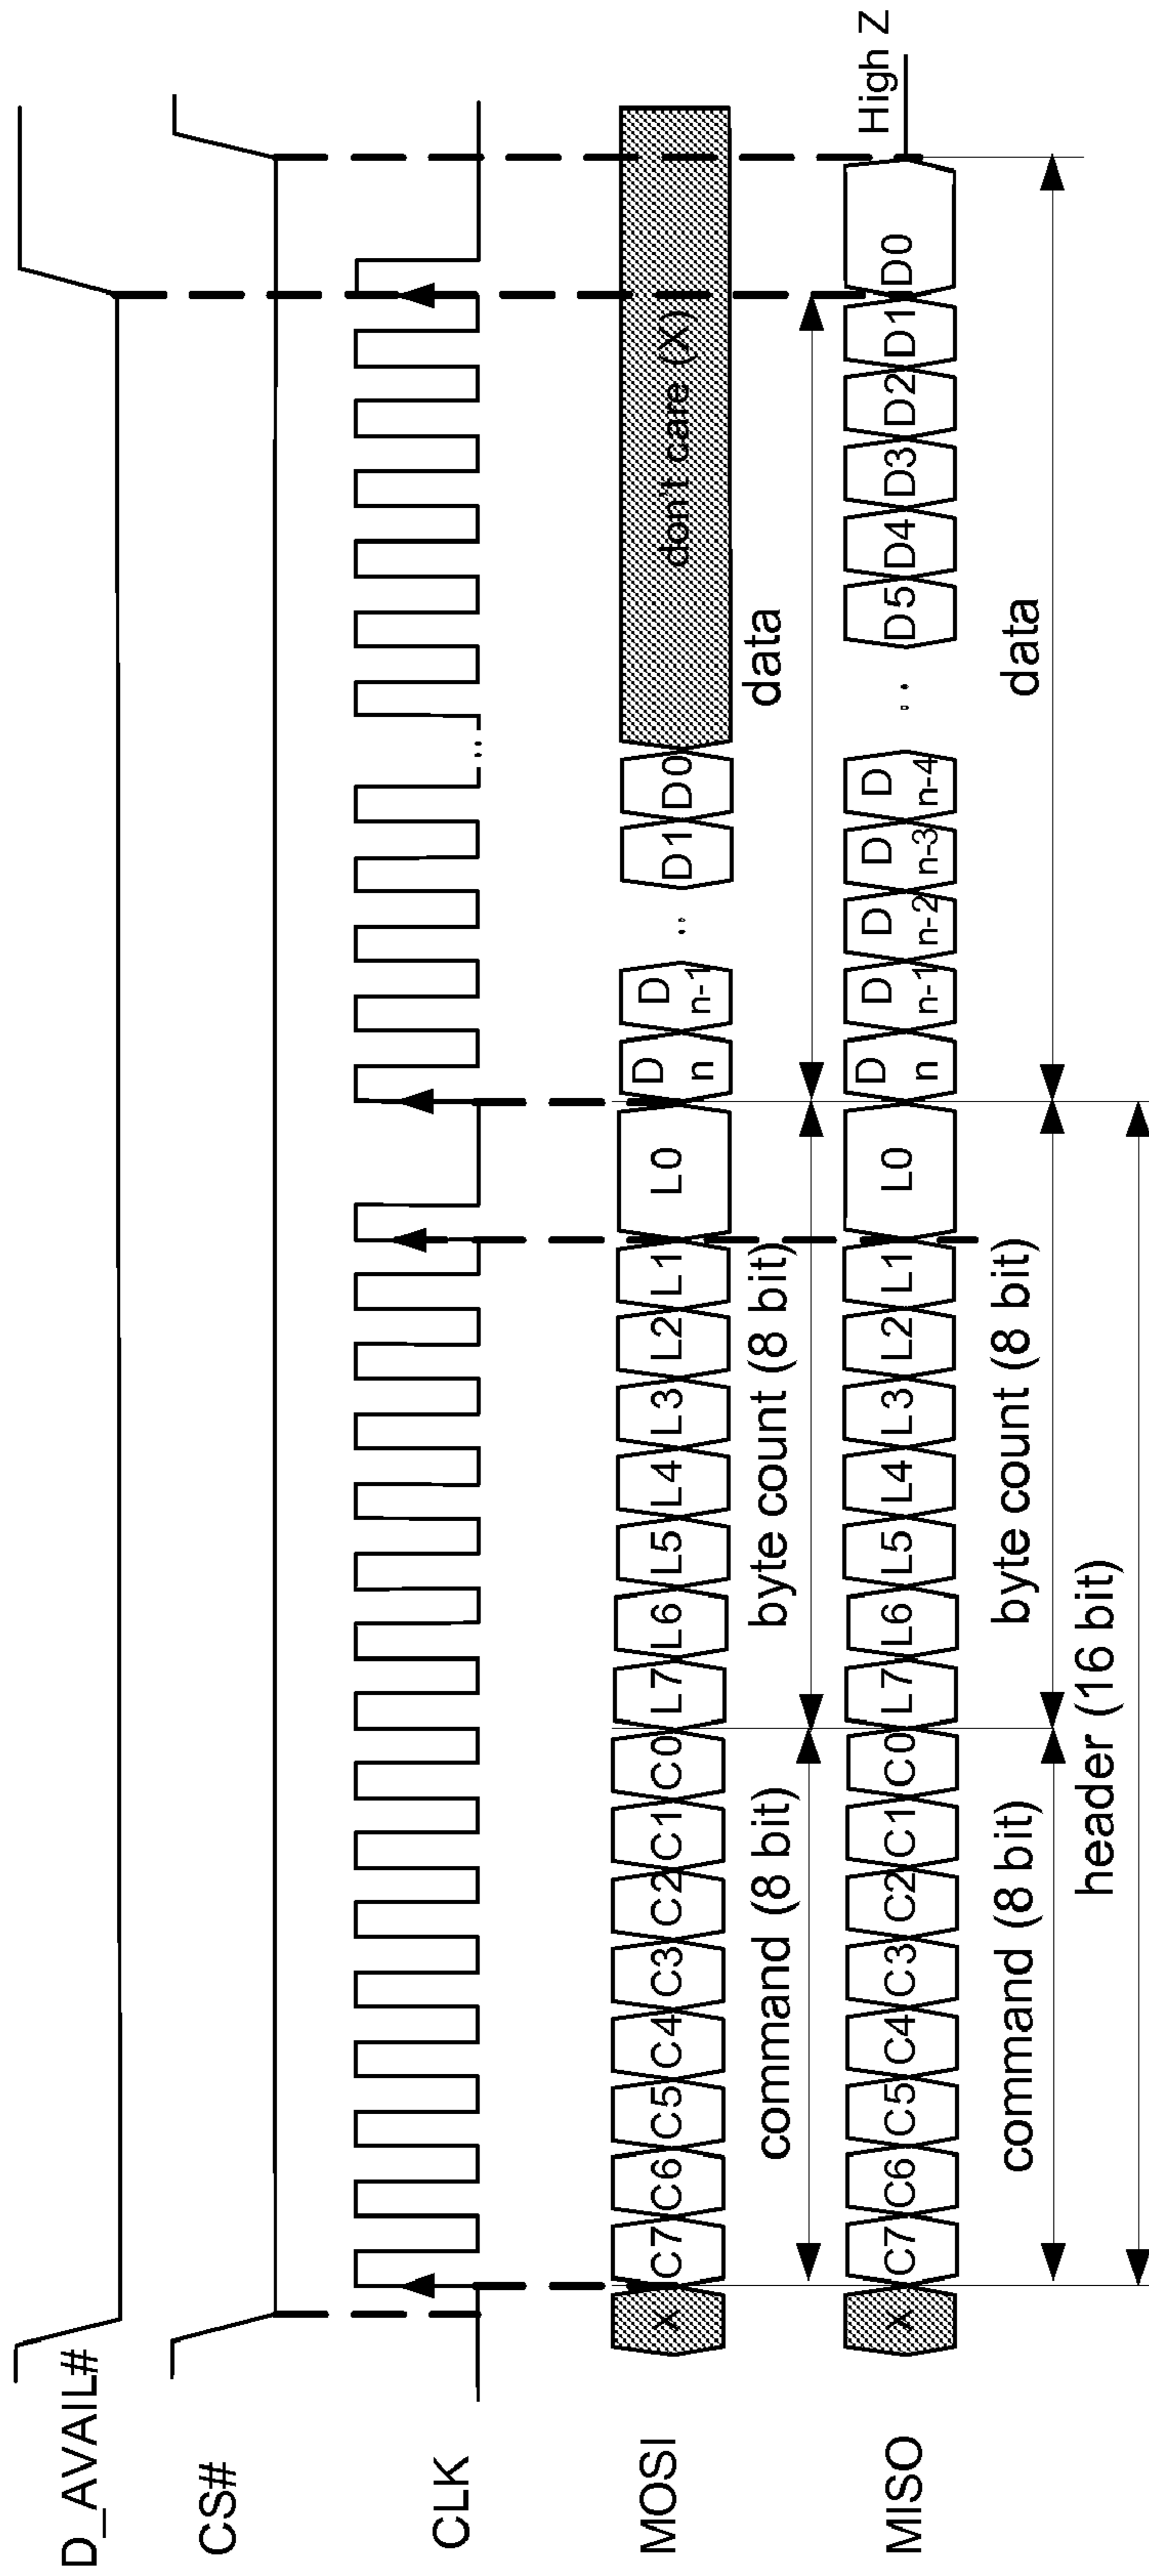 D_AVAIL#
CS#
CLK
..
MOSI
X C7 C6 C5 C4 C3 C2 C1 C0 L7 L6 L5 L4 L3 L2 L1 L0 D n D n-1 .. D1 D0 don't care (X)
command (8 bit) byte count (8 bit) data
MISO
X C7 C6 C5 C4 C3 C2 C1 C0 L7 L6 L5 L4 L3 L2 L1 L0 D n D n-1 D n-2 D n-3 D n-4 .. D5 D4 D3 D2 D1 D0 High Z
command (8 bit) byte count (8 bit) data
header (16 bit)